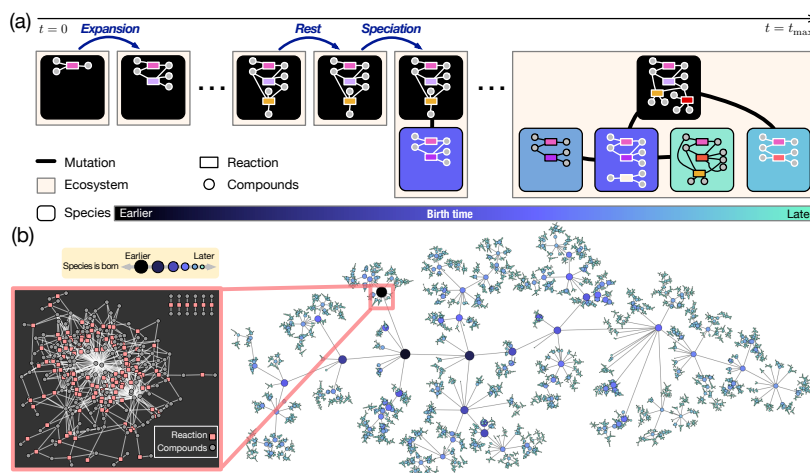 (a)
t = 0
Expansion
Rest
Speciation
t = t_max
...
...
Mutation
Reaction
Ecosystem
Compounds
Species
Earlier
Birth time
Later
(b)
Earlier
Later
Species is born
Reaction
Compounds